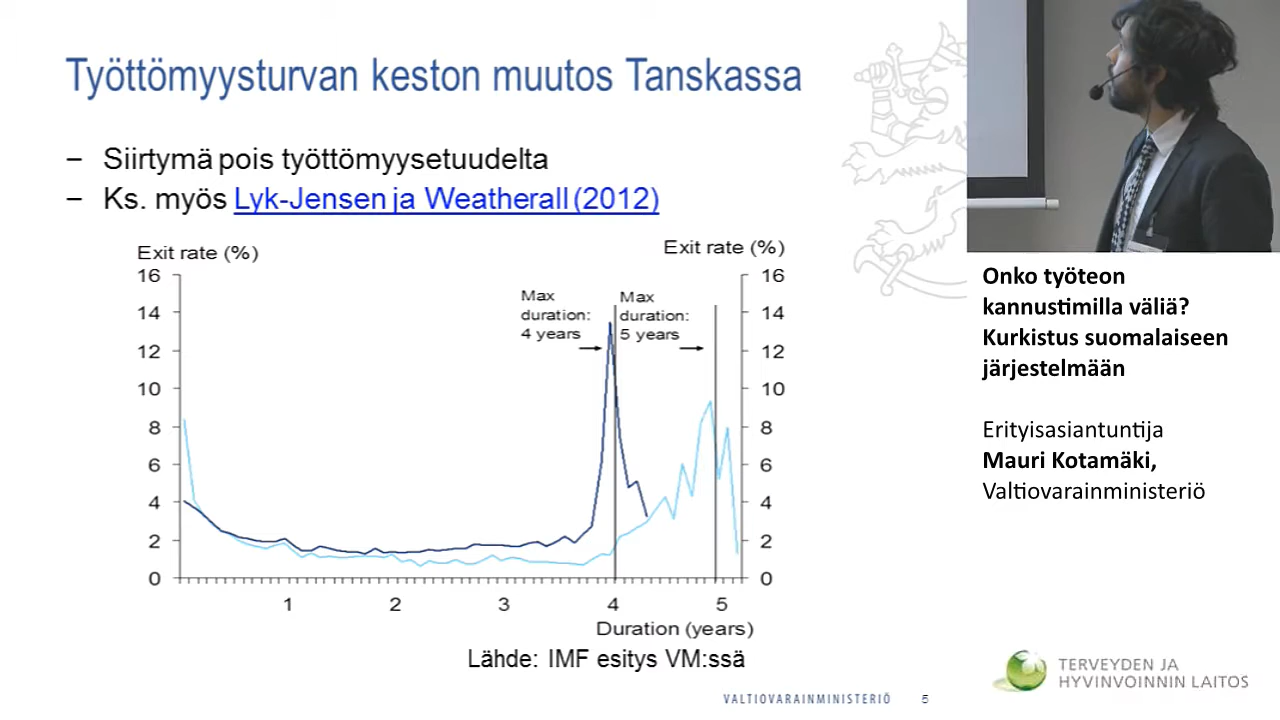 Työttömyysturvan keston muutos Tanskassa
– Siirtymä pois työttömyysetuudelta
– Ks. myös Lyk-Jensen ja Weatherall (2012)
Exit rate (%)
Exit rate (%)
16
14
12
10
8
6
4
2
0
Max
duration:
4 years
Max
duration:
5 years
16
14
12
10
8
6
4
2
0
1 2 3 4 5
Duration (years)
Lähde: IMF esitys VM:ssä
VALTIOVARAINMINISTERIÖ 5
Onko työteon
kannustimilla väliä?
Kurkistus suomalaiseen
järjestelmään
Erityisasiantuntija
Mauri Kotamäki,
Valtiovarainministeriö
TERVEYDEN JA
HYVINVOINNIN LAITOS